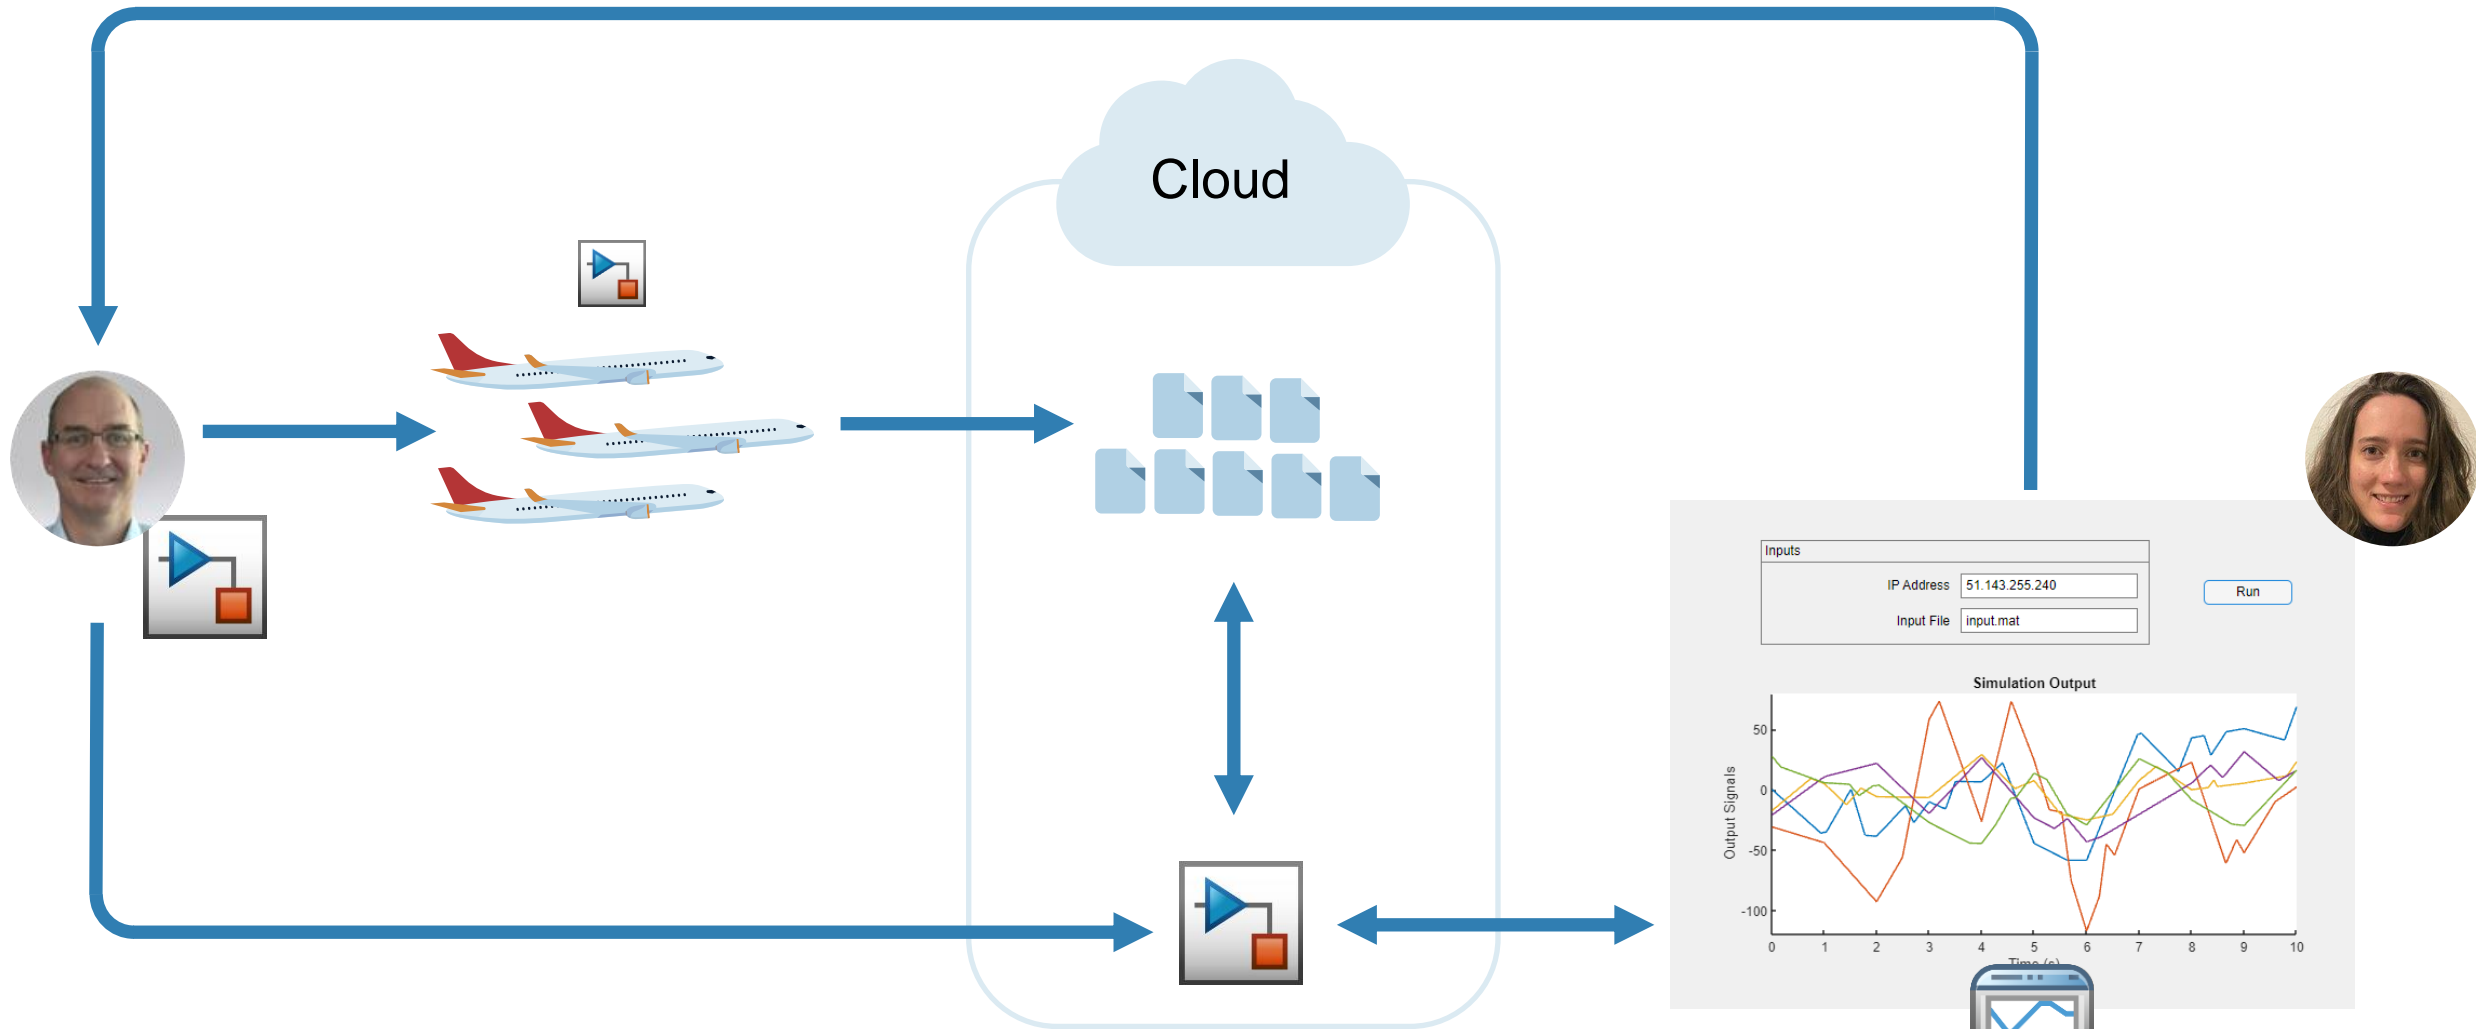 Cloud
Inputs
IP Address 51.143.255.240
Run
Input File input.mat
Simulation Output
50
0
-50
-100
Output Signals
0 1 2 3 4 5 6 7 8 9 10
Time (s)